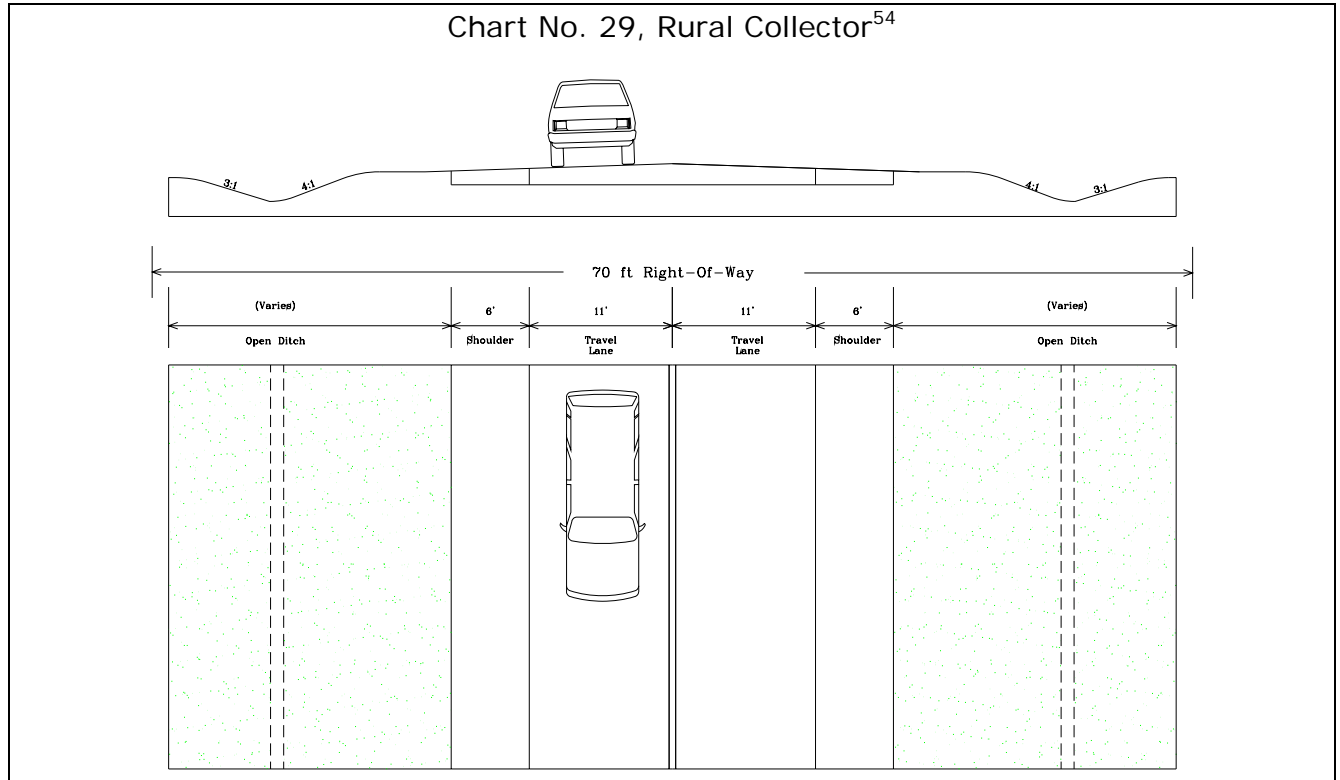 Chart No. 29, Rural Collector54
3:1 4:1 4:1 3:1
70 ft Right-Of-Way
(Varies) 6' 11' 11' 6' (Varies)
Open Ditch Shoulder Travel Lane Travel Lane Shoulder Open Ditch